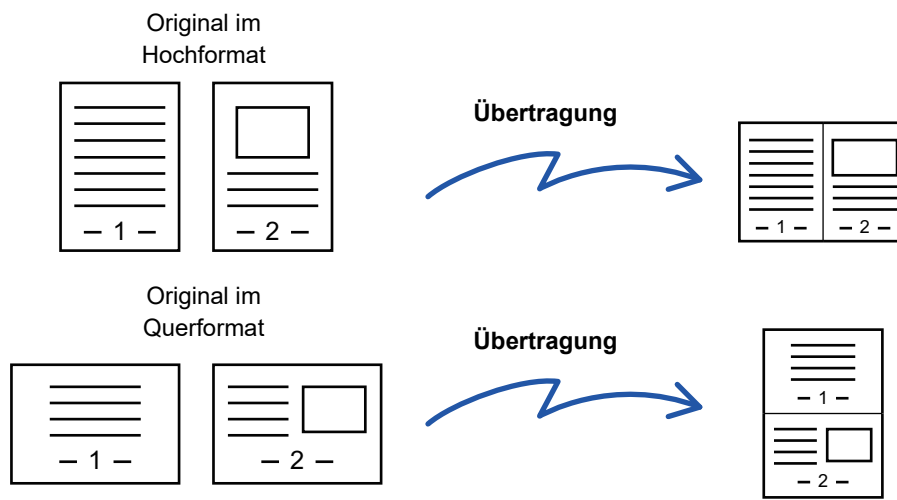 Original im
Hochformat
– 1 –
– 2 –
Übertragung
– 1 –
– 2 –
Original im
Querformat
– 1 –
– 2 –
Übertragung
– 1 –
– 2 –